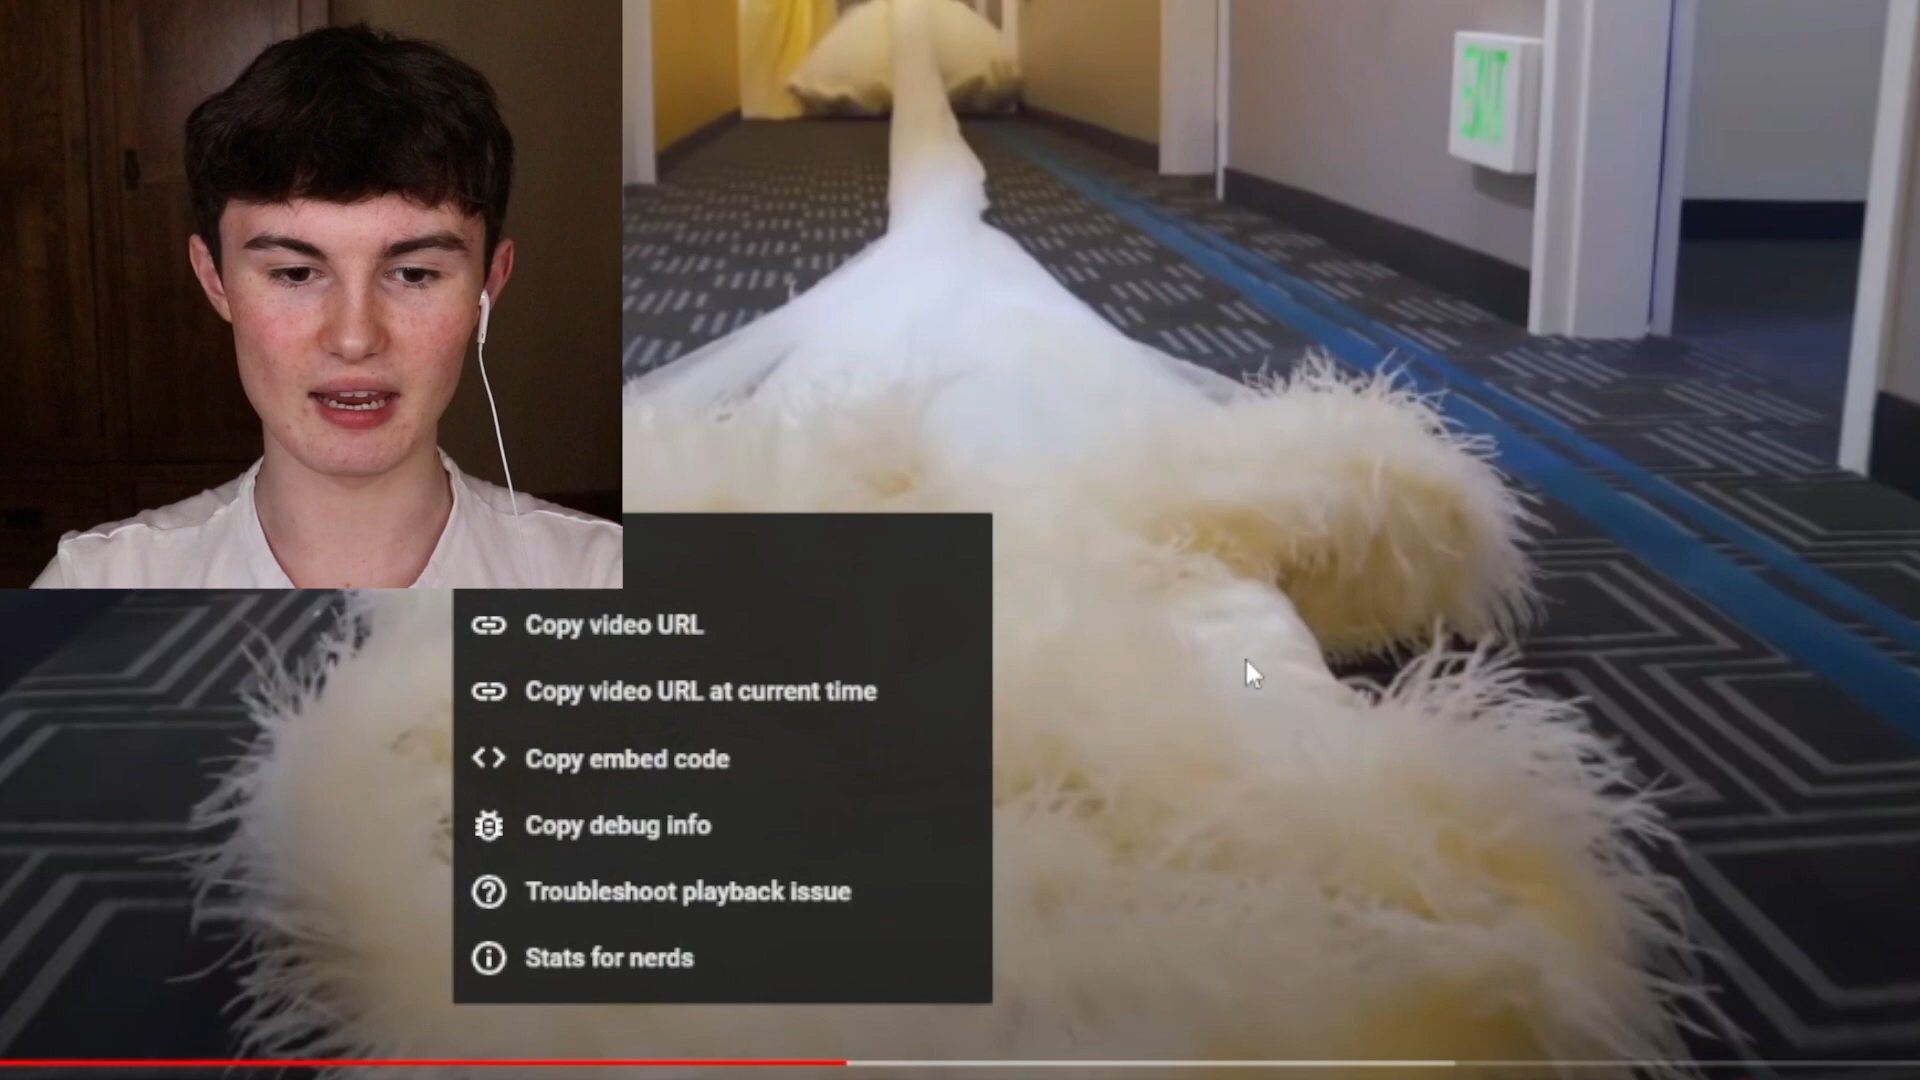 EXIT
Copy video URL
Copy video URL at current time
Copy embed code
Copy debug info
Troubleshoot playback issue
Stats for nerds